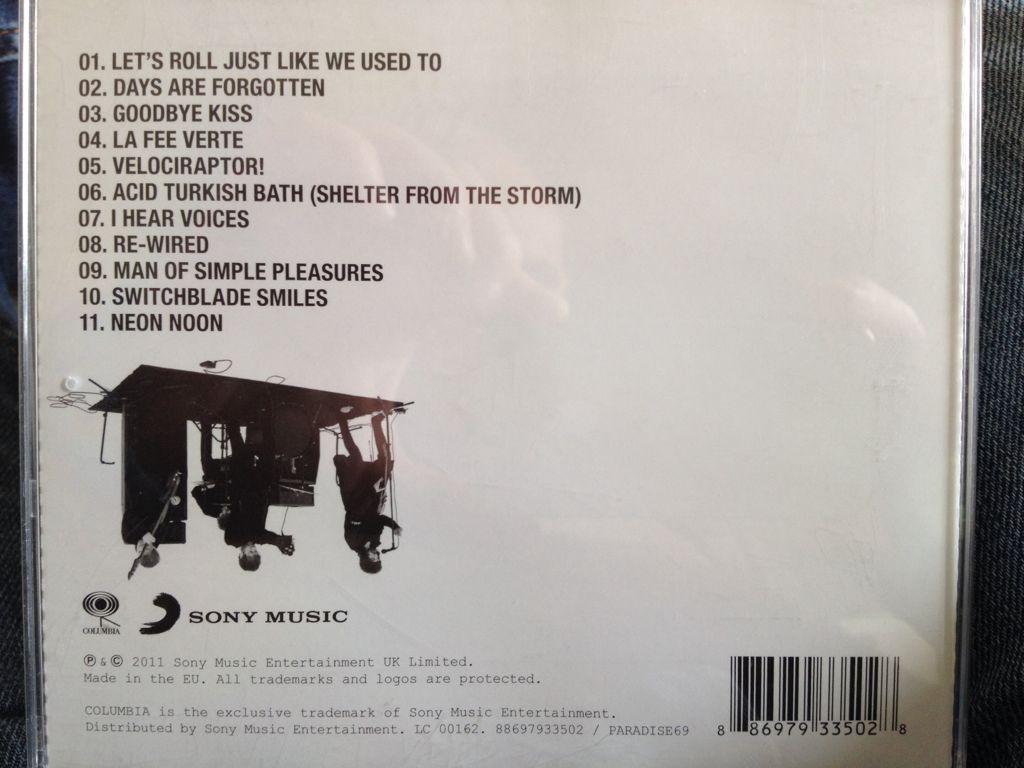 01. LET'S ROLL JUST LIKE WE USED TO
02. DAYS ARE FORGOTTEN
03. GOODBYE KISS
04. LA FEE VERTE
05. VELOCIRAPTOR!
06. ACID TURKISH BATH (SHELTER FROM THE STORM)
07. I HEAR VOICES
08. RE-WIRED
09. MAN OF SIMPLE PLEASURES
10. SWITCHBLADE SMILES
11. NEON NOON
COLUMBIA
SONY MUSIC
℗ & © 2011 Sony Music Entertainment UK Limited.
Made in the EU. All trademarks and logos are protected.
COLUMBIA is the exclusive trademark of Sony Music Entertainment.
Distributed by Sony Music Entertainment. LC 00162. 88697933502 / PARADISE69
8 86979 33502 8